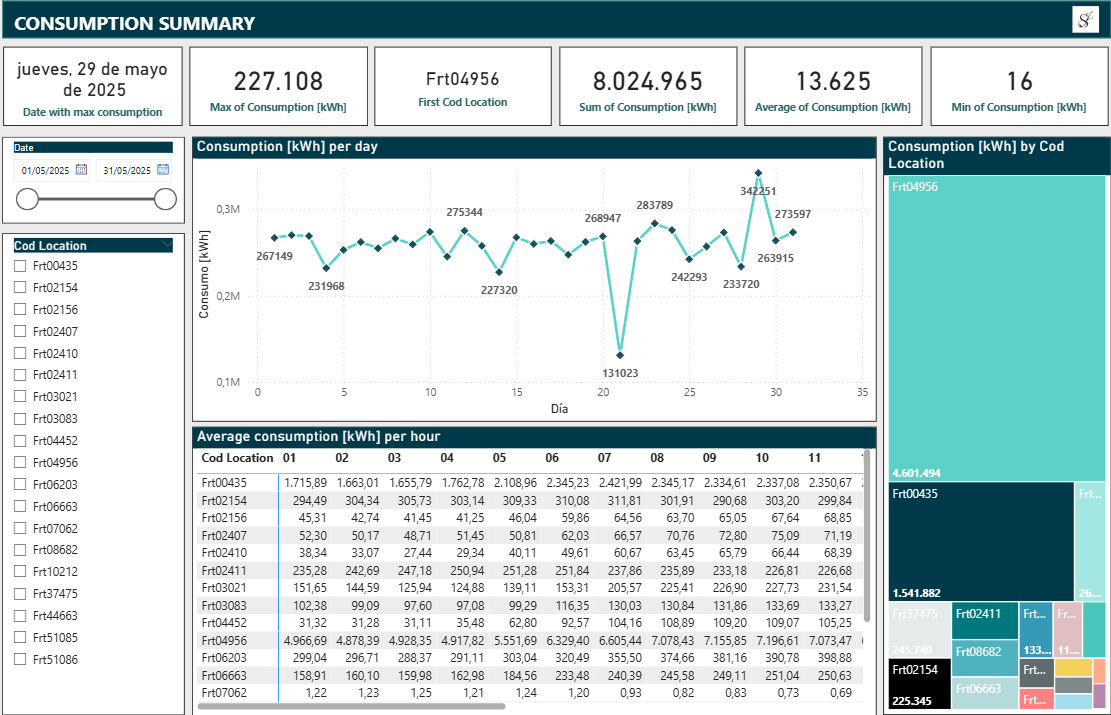 CONSUMPTION SUMMARY
jueves, 29 de mayo
de 2025
Date with max consumption
227.108
Max of Consumption [kWh]
Frt04956
First Cod Location
8.024.965
Sum of Consumption [kWh]
13.625
Average of Consumption [kWh]
16
Min of Consumption [kWh]
Date
01/05/2025 31/05/2025
Cod Location
Frt00435
Frt02154
Frt02156
Frt02407
Frt02410
Frt02411
Frt03021
Frt03083
Frt04452
Frt04956
Frt06203
Frt06663
Frt07062
Frt08682
Frt10212
Frt37475
Frt44663
Frt51085
Frt51086
Consumption [kWh] per day
Consumo [kWh]
0,3M
0,2M
0,1M
267149
231968
275344
227320
268947
131023
283789
242293
233720
342251
263915
273597
0 5 10 15 20 25 30 35
Día
Average consumption [kWh] per hour
Cod Location 01 02 03 04 05 06 07 08 09 10 11
Frt00435 1.715,89 1.663,01 1.655,79 1.762,78 2.108,96 2.345,23 2.421,99 2.345,17 2.334,61 2.337,08 2.350,67
Frt02154 294,49 304,34 305,73 303,14 309,33 310,08 311,81 301,91 290,68 303,20 299,84
Frt02156 45,31 42,74 41,45 41,25 46,04 59,86 64,56 63,70 65,05 67,64 68,85
Frt02407 52,30 50,17 48,71 51,45 50,81 62,03 66,57 70,76 72,80 75,09 71,19
Frt02410 38,34 33,07 27,44 29,34 40,11 49,61 60,67 63,45 65,79 66,44 68,39
Frt02411 235,28 242,69 247,18 250,94 251,28 251,84 237,86 235,89 233,18 226,81 226,68
Frt03021 151,65 144,59 125,94 124,88 139,11 153,31 205,57 225,41 226,90 227,73 231,54
Frt03083 102,38 99,09 97,60 97,08 99,29 116,35 130,03 130,84 131,86 133,69 133,27
Frt04452 31,32 31,28 31,11 35,48 62,80 92,57 104,16 108,89 109,20 109,07 105,25
Frt04956 4.966,69 4.878,39 4.928,35 4.917,82 5.551,69 6.329,40 6.605,44 7.078,43 7.155,85 7.196,61 7.073,47
Frt06203 299,04 296,71 288,37 291,11 303,04 320,49 355,50 374,66 381,16 390,78 398,88
Frt06663 158,91 160,10 159,98 162,98 184,56 233,48 240,39 245,58 249,11 251,04 250,63
Frt07062 1,22 1,23 1,25 1,21 1,24 1,20 0,93 0,82 0,83 0,73 0,69
Consumption [kWh] by Cod
Location
Frt04956
4.601.494
Frt00435
1.541.882
Frt...
26...
Frt37475
245.740
Frt02154
225.345
Frt02411
Frt08682
Frt06663
Frt...
133...
Fr...
11...
Frt...
Frt...